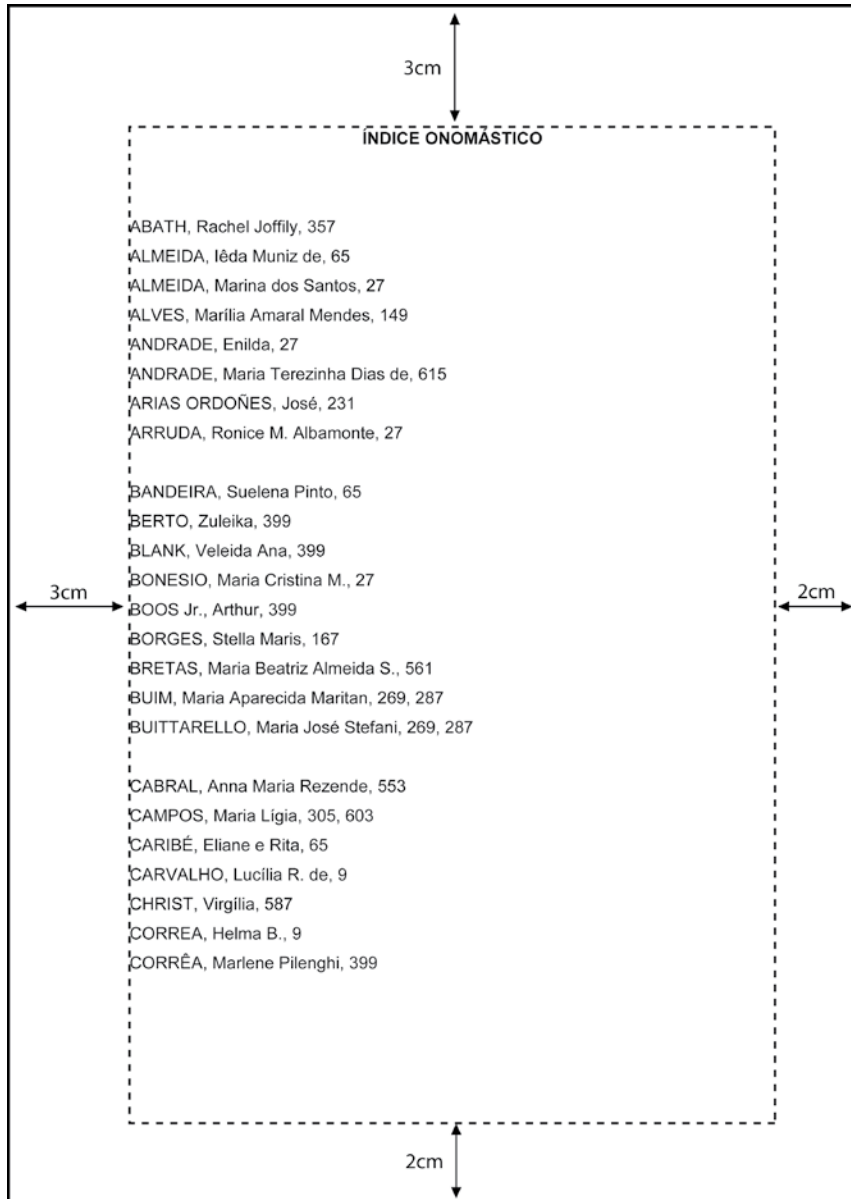 3cm
ÍNDICE ONOMÁSTICO
ABATH, Rachel Joffily, 357
ALMEIDA, Iêda Muniz de, 65
ALMEIDA, Marina dos Santos, 27
ALVES, Marília Amaral Mendes, 149
ANDRADE, Enilda, 27
ANDRADE, Maria Terezinha Dias de, 615
ARIAS ORDOÑES, José, 231
ARRUDA, Ronice M. Albamonte, 27
BANDEIRA, Suelena Pinto, 65
BERTO, Zuleika, 399
BLANK, Veleida Ana, 399
BONESIO, Maria Cristina M., 27
3cm
BOOS Jr., Arthur, 399
2cm
BORGES, Stella Maris, 167
BRETAS, Maria Beatriz Almeida S., 561
BUIM, Maria Aparecida Maritan, 269, 287
BUITTARELLO, Maria José Stefani, 269, 287
CABRAL, Anna Maria Rezende, 553
CAMPOS, Maria Lígia, 305, 603
CARIBÉ, Eliane e Rita, 65
CARVALHO, Lucília R. de, 9
CHRIST, Virgília, 587
CORREA, Helma B., 9
CORRÊA, Marlene Pilenghi, 399
2cm